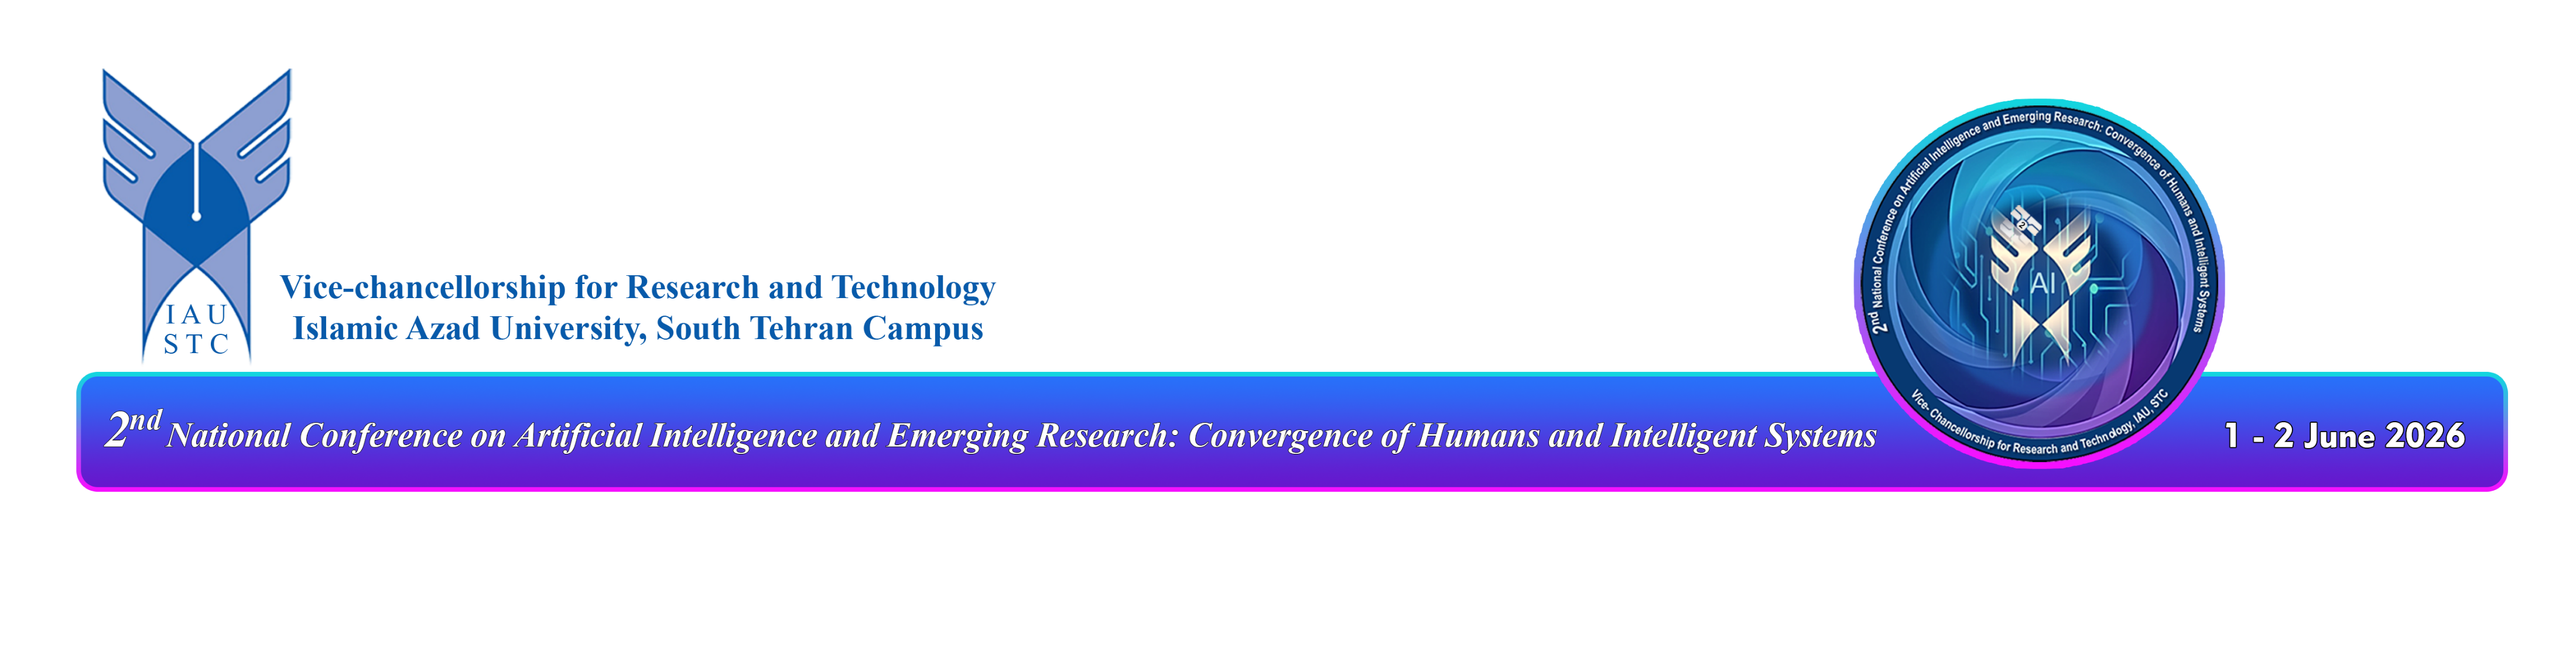 IAU
STC
Vice-chancellorship for Research and Technology
Islamic Azad University, South Tehran Campus
2nd National Conference on Artificial Intelligence and Emerging Research: Convergence of Humans and Intelligent Systems
2nd National Conference on Artificial Intelligence and Emerging Research: Convergence of Humans and Intelligent Systems
2
AI
Vice- Chancellorship for Research and Technology, IAU, STC
1 - 2 June 2026